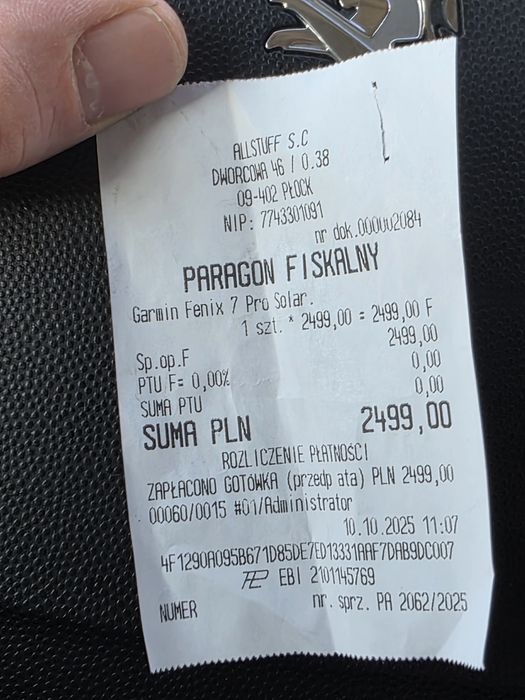 ALLSTUFF S.C
DWORCOWA 46 / 0.38
09-402 PŁOCK
NIP: 7743301091
nr dok.000002084
PARAGON FISKALNY
Garmin Fenix 7 Pro Solar.
1 szt. * 2499,00 = 2499,00 F
2499,00
Sp.op.F 0,00
PTU F= 0,00% 0,00
SUMA PTU
SUMA PLN 2499,00
ROZLICZENIE PŁATNOŚCI
ZAPŁACONO GOTÓWKA (przedp ata) PLN 2499,00
00060/0015 #01/Administrator
10.10.2025 11:07
4F1290A095B671D85DE7ED13331AAF7DAB9DC007
EBI 2101145769
NUMER nr. sprz. PA 2062/2025